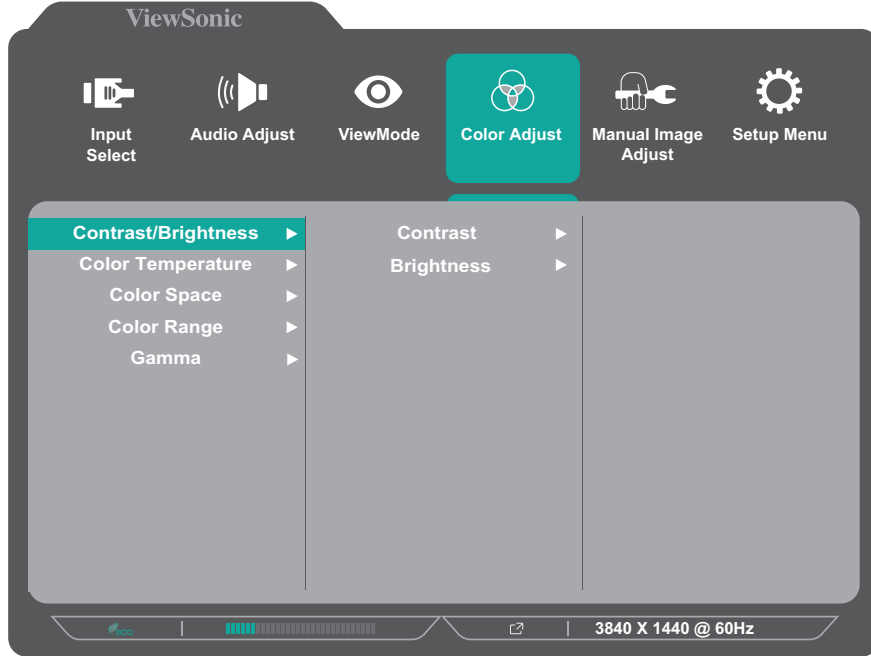 ViewSonic
Input
Select
Audio Adjust
ViewMode
Color Adjust
Manual Image
Adjust
Setup Menu
Contrast/Brightness
Color Temperature
Color Space
Color Range
Gamma
Contrast
Brightness
eco
3840 X 1440 @ 60Hz